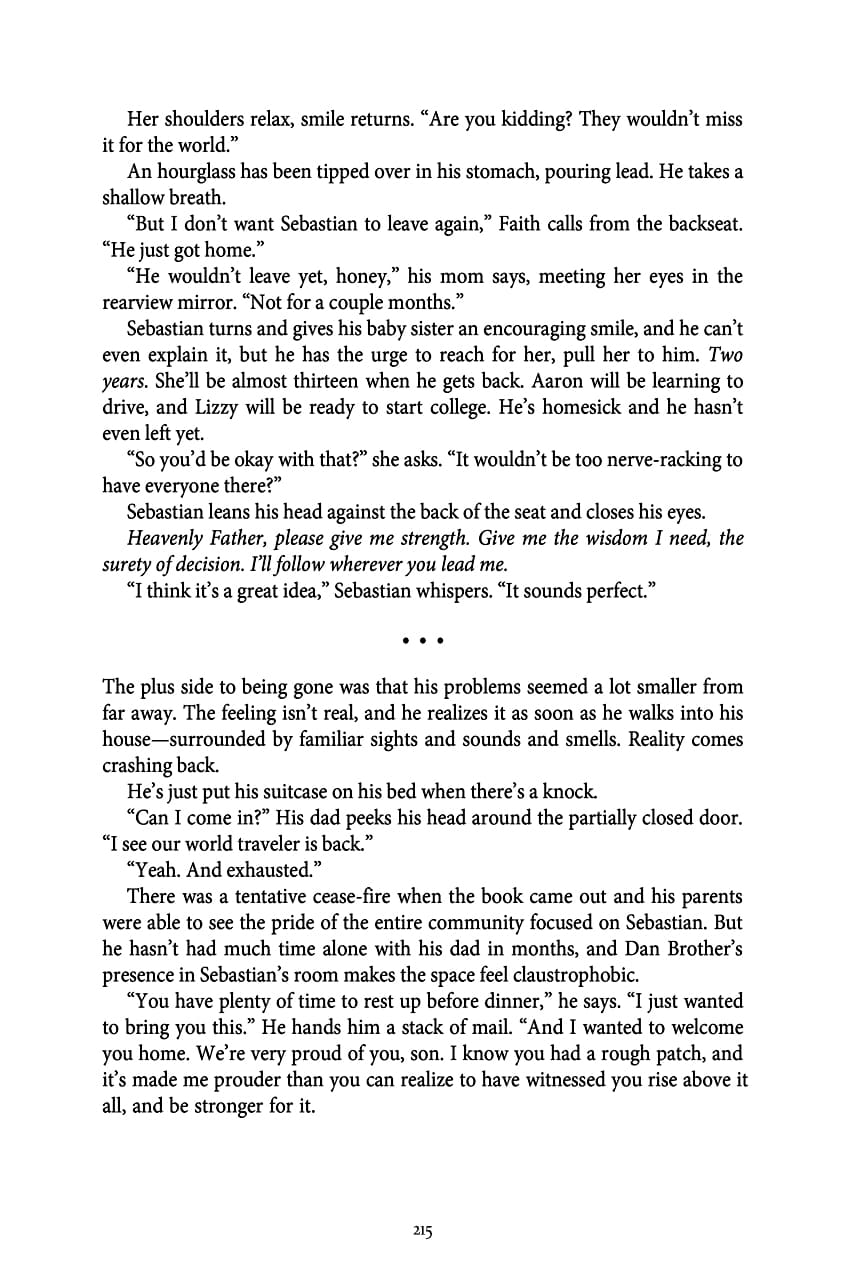 Her shoulders relax, smile returns. “Are you kidding? They wouldn’t miss
it for the world.”
An hourglass has been tipped over in his stomach, pouring lead. He takes a
shallow breath.
“But I don’t want Sebastian to leave again,” Faith calls from the backseat.
“He just got home.”
“He wouldn’t leave yet, honey,” his mom says, meeting her eyes in the
rearview mirror. “Not for a couple months.”
Sebastian turns and gives his baby sister an encouraging smile, and he can’t
even explain it, but he has the urge to reach for her, pull her to him. Two
years. She’ll be almost thirteen when he gets back. Aaron will be learning to
drive, and Lizzy will be ready to start college. He’s homesick and he hasn’t
even left yet.
“So you’d be okay with that?” she asks. “It wouldn’t be too nerve-racking to
have everyone there?”
Sebastian leans his head against the back of the seat and closes his eyes.
Heavenly Father, please give me strength. Give me the wisdom I need, the
surety of decision. I’ll follow wherever you lead me.
“I think it’s a great idea,” Sebastian whispers. “It sounds perfect.”
• • •
The plus side to being gone was that his problems seemed a lot smaller from
far away. The feeling isn’t real, and he realizes it as soon as he walks into his
house—surrounded by familiar sights and sounds and smells. Reality comes
crashing back.
He’s just put his suitcase on his bed when there’s a knock.
“Can I come in?” His dad peeks his head around the partially closed door.
“I see our world traveler is back.”
“Yeah. And exhausted.”
There was a tentative cease-fire when the book came out and his parents
were able to see the pride of the entire community focused on Sebastian. But
he hasn’t had much time alone with his dad in months, and Dan Brother’s
presence in Sebastian’s room makes the space feel claustrophobic.
“You have plenty of time to rest up before dinner,” he says. “I just wanted
to bring you this.” He hands him a stack of mail. “And I wanted to welcome
you home. We’re very proud of you, son. I know you had a rough patch, and
it’s made me prouder than you can realize to have witnessed you rise above it
all, and be stronger for it.
215